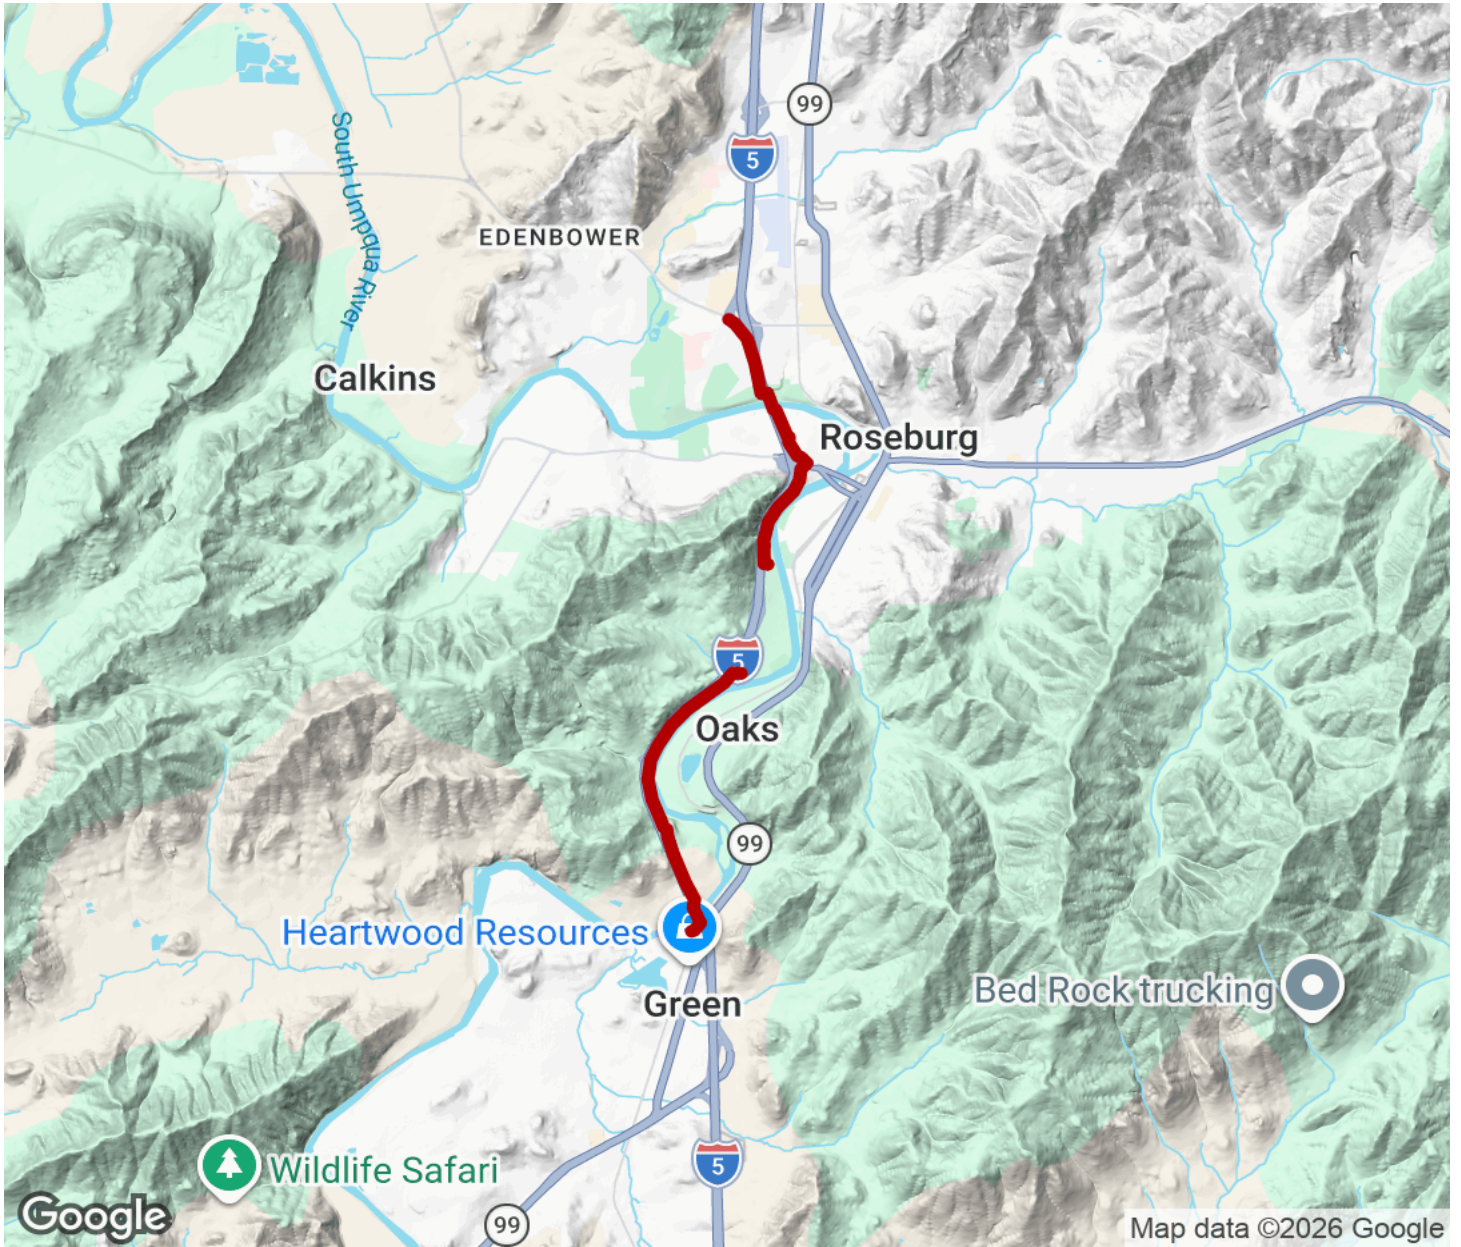 99
5
South Umpqua River
EDENBOWER
Calkins
Roseburg
5
Oaks
99
Heartwood Resources
Green
Bed Rock trucking
5
Wildlife Safari
99
Google
Map data ©2026 Google